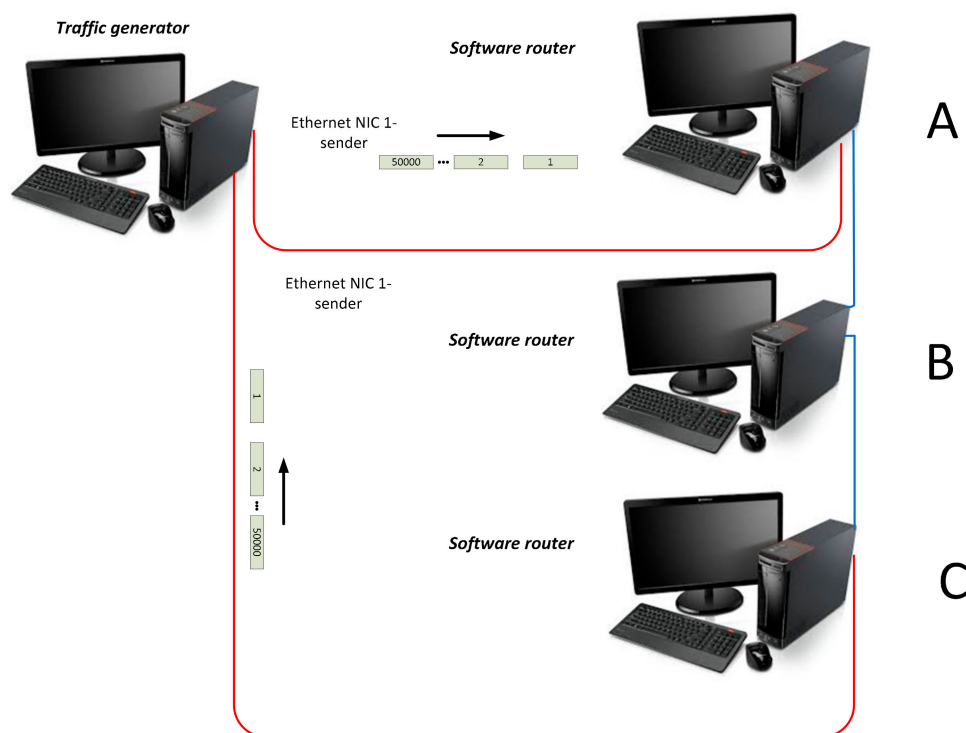 Traffic generator
Software router
A
Ethernet NIC 1-
sender
50000 ••• 2 1
Ethernet NIC 1-
sender
Software router
B
1
2
•••
50000
Software router
C